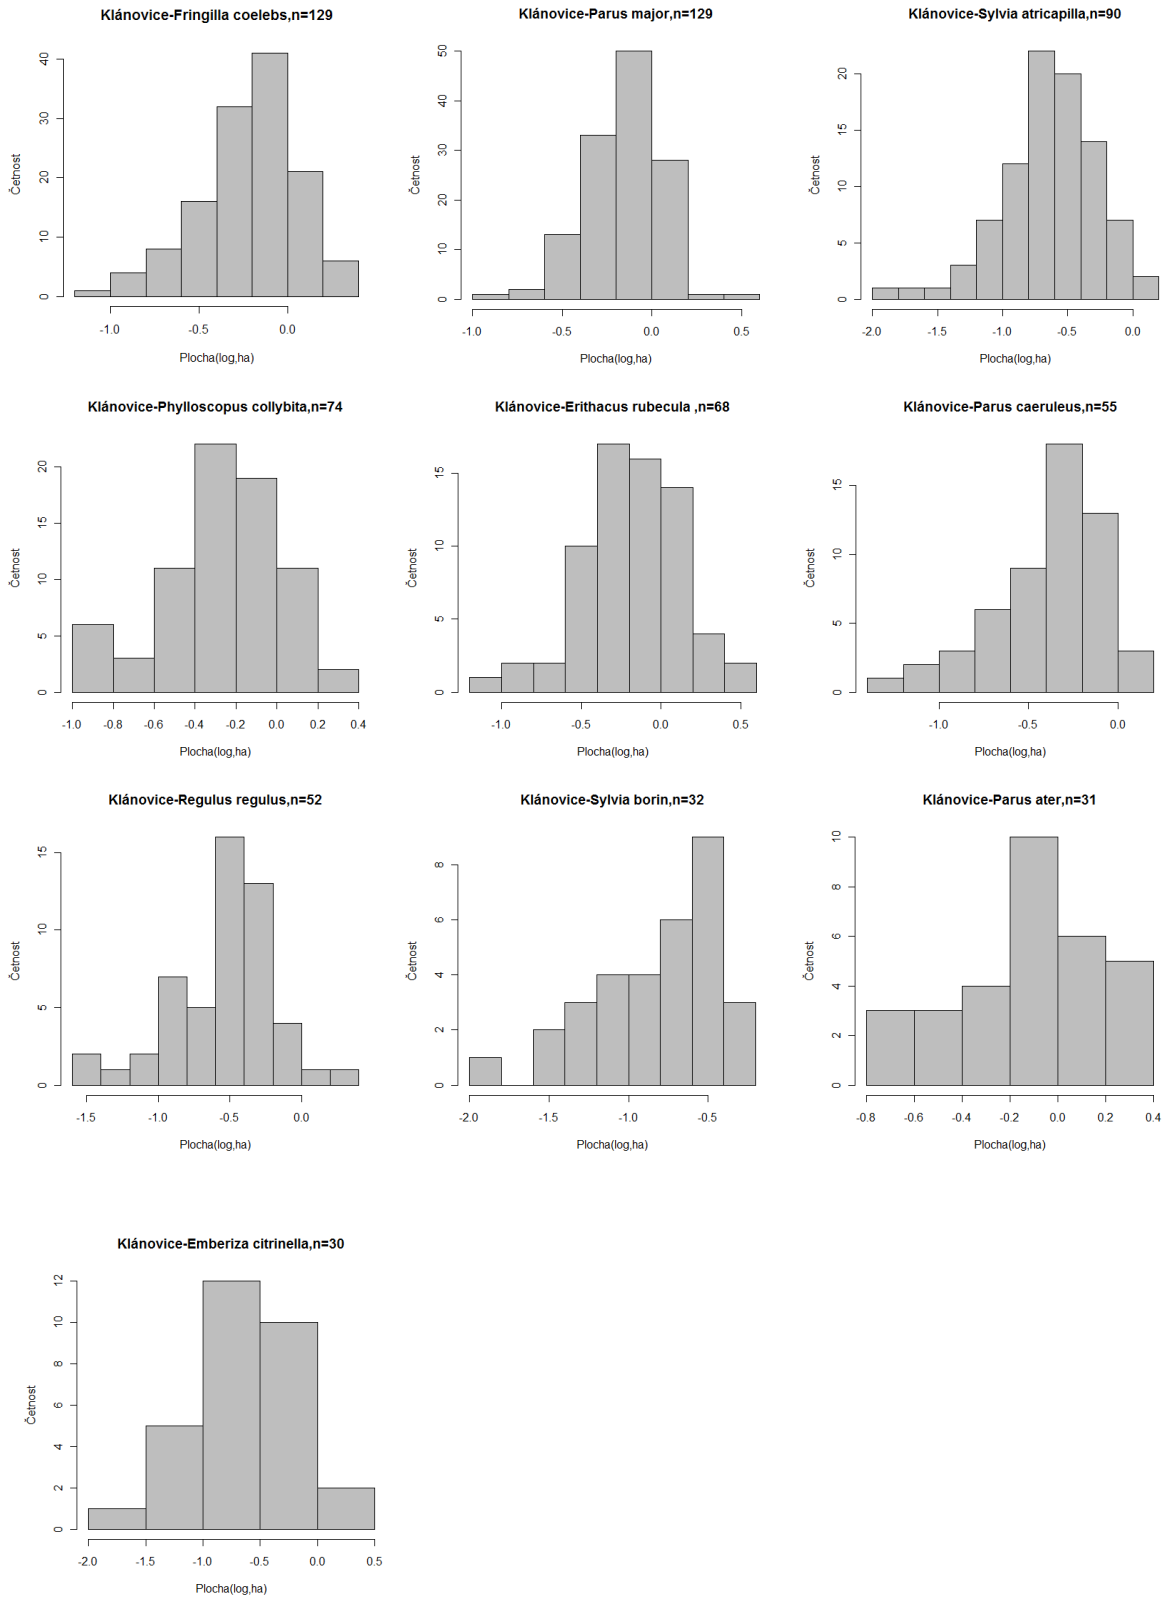 Klánovice-Fringilla coelebs,n=129
Četnost
0 10 20 30 40
-1.0 -0.5 0.0
Plocha(log,ha)
Klánovice-Parus major,n=129
Četnost
0 10 20 30 40 50
-1.0 -0.5 0.0 0.5
Plocha(log,ha)
Klánovice-Sylvia atricapilla,n=90
Četnost
0 5 10 15 20
-2.0 -1.5 -1.0 -0.5 0.0
Plocha(log,ha)
Klánovice-Phylloscopus collybita,n=74
Četnost
0 5 10 15 20
-1.0 -0.8 -0.6 -0.4 -0.2 0.0 0.2 0.4
Plocha(log,ha)
Klánovice-Erithacus rubecula ,n=68
Četnost
0 5 10 15
-1.0 -0.5 0.0 0.5
Plocha(log,ha)
Klánovice-Parus caeruleus,n=55
Četnost
0 5 10 15
-1.0 -0.5 0.0
Plocha(log,ha)
Klánovice-Regulus regulus,n=52
Četnost
0 5 10 15
-1.5 -1.0 -0.5 0.0
Plocha(log,ha)
Klánovice-Sylvia borin,n=32
Četnost
0 2 4 6 8
-2.0 -1.5 -1.0 -0.5
Plocha(log,ha)
Klánovice-Parus ater,n=31
Četnost
0 2 4 6 8 10
-0.8 -0.6 -0.4 -0.2 0.0 0.2 0.4
Plocha(log,ha)
Klánovice-Emberiza citrinella,n=30
Četnost
0 2 4 6 8 10 12
-2.0 -1.5 -1.0 -0.5 0.0 0.5
Plocha(log,ha)